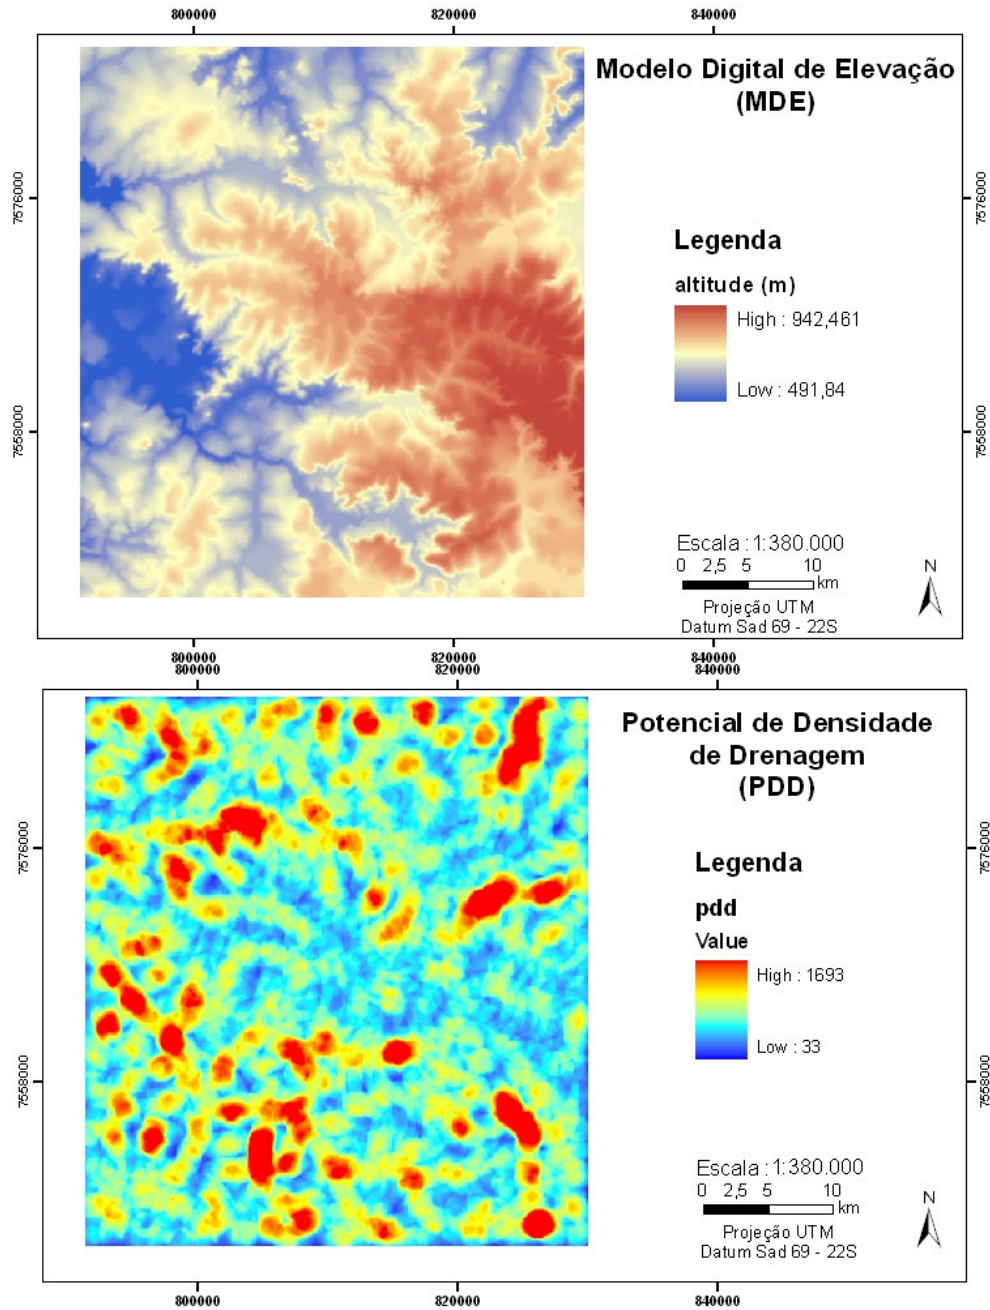 800000 820000 840000
Modelo Digital de Elevação
(MDE)
7576000
7576000
Legenda
altitude (m)
High : 942,461
Low : 491,84
7558000
7558000
Escala : 1:380.000
0 2,5 5 10
km
N
Projeção UTM
Datum Sad 69 - 22S
800000 820000 840000
800000 820000 840000
Potencial de Densidade
de Drenagem
(PDD)
7576000
7576000
Legenda
pdd
Value
High : 1693
Low : 33
7558000
7558000
Escala : 1:380.000
0 2,5 5 10
km
N
Projeção UTM
Datum Sad 69 - 22S
800000 820000 840000